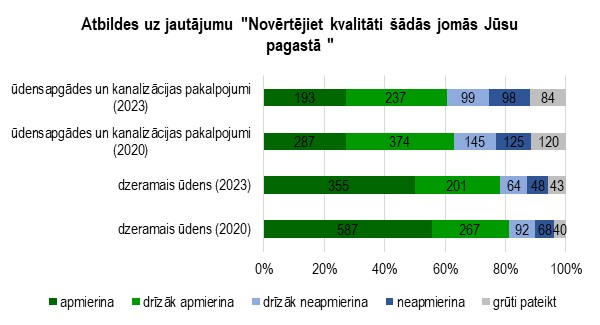 Atbildes uz jautājumu "Novērtējiet kvalitāti šādās jomās Jūsu
pagastā "
ūdensapgādes un kanalizācijas pakalpojumi
(2023)
193 237 99 98 84
ūdensapgādes un kanalizācijas pakalpojumi
(2020)
287 374 145 125 120
dzeramais ūdens (2023)
355 201 64 48 43
dzeramais ūdens (2020)
587 267 92 68 40
0% 20% 40% 60% 80% 100%
apmierina drīzāk apmierina drīzāk neapmierina neapmierina grūti pateikt